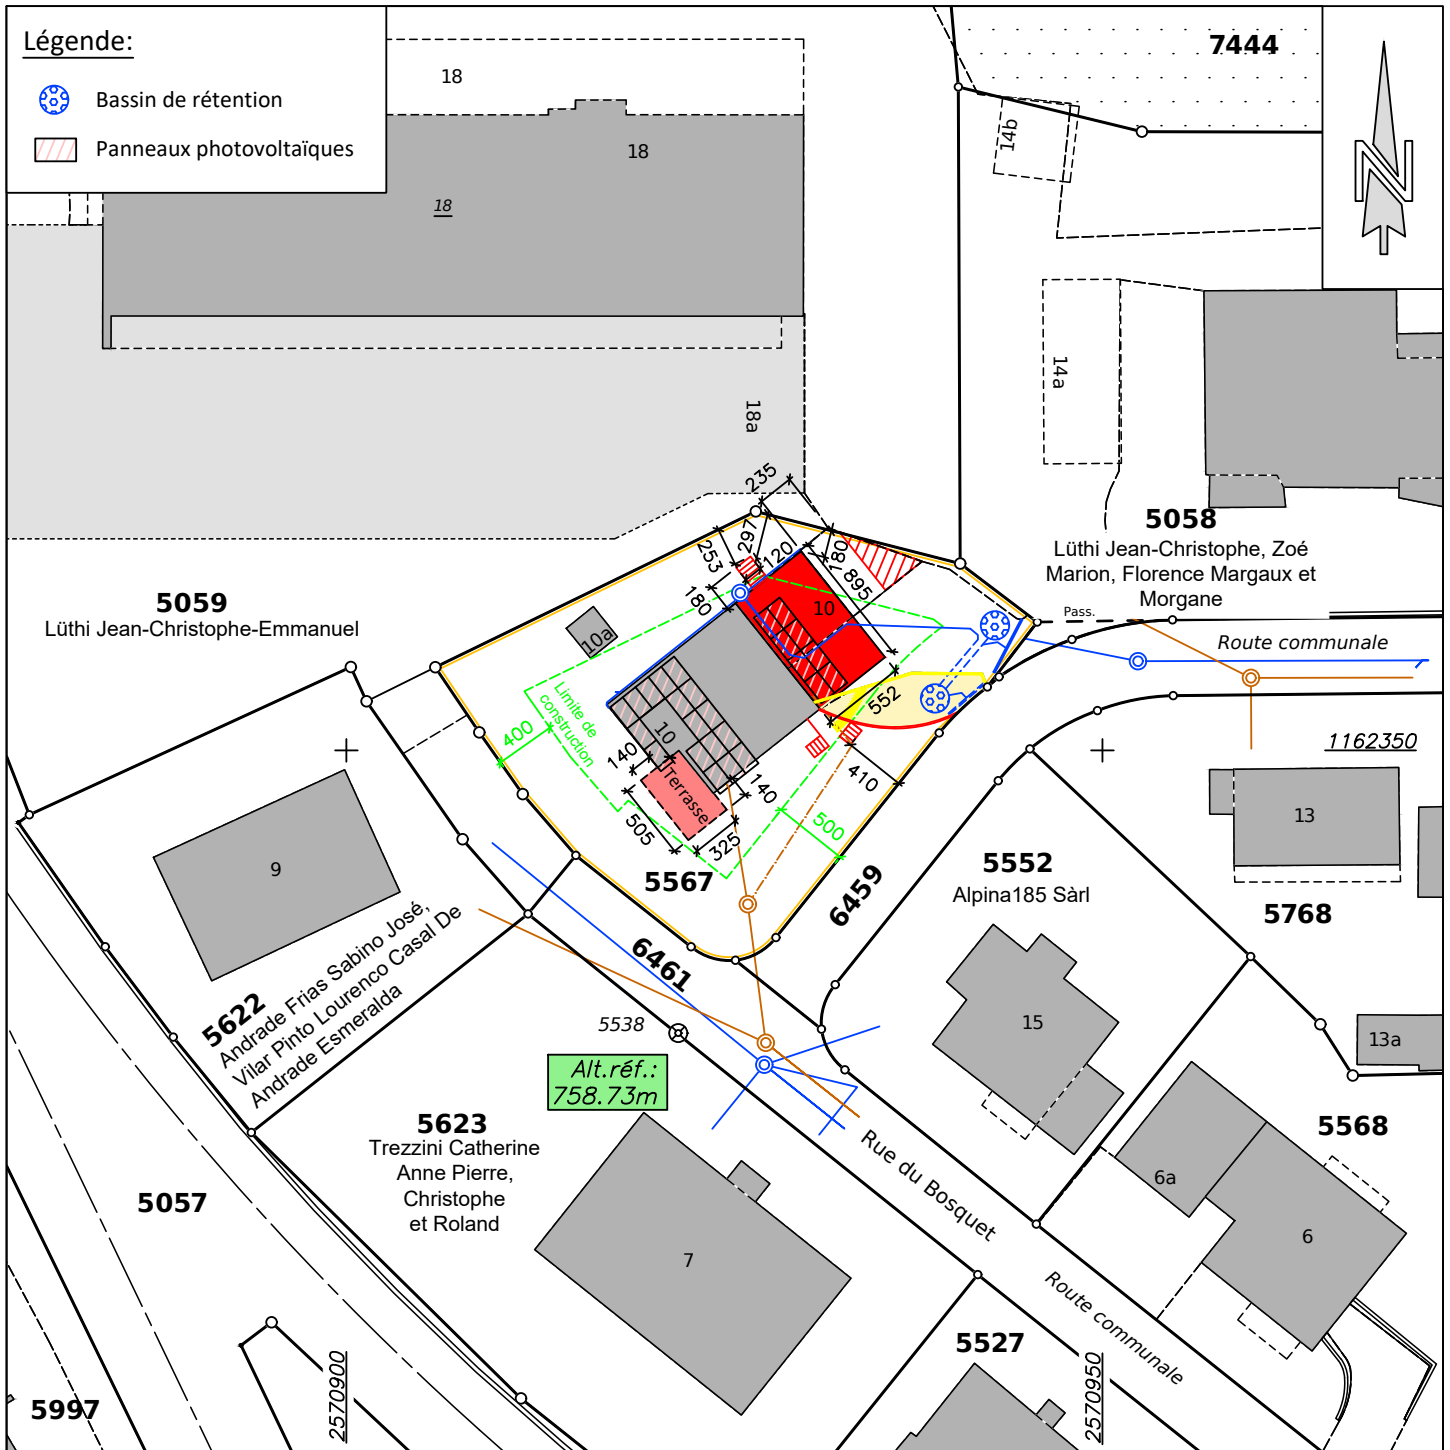 Légende:
Bassin de rétention
Panneaux photovoltaïques
18
18
18
18a
7444
14b
14a
5058
Lüthi Jean-Christophe, Zoé
Marion, Florence Margaux et
Morgane
Pass.
Route communale
5059
Lüthi Jean-Christophe-Emmanuel
235
297
253
120
180
180
895
10
10a
Limite de
construction
400
552
10
140
Terrasse
140
410
505
325
500
5567
6459
6461
1162350
13
5552
Alpina185 Sàrl
5768
9
5622
Andrade Frias Sabino José,
Vilar Pinto Lourenco Casal De
Andrade Esmeralda
5538
Alt.réf.:
758.73m
15
13a
5623
Trezzini Catherine
Anne Pierre,
Christophe
et Roland
5568
6a
6
5057
Rue du Bosquet
7
Route communale
5527
5997
2570900
2570950